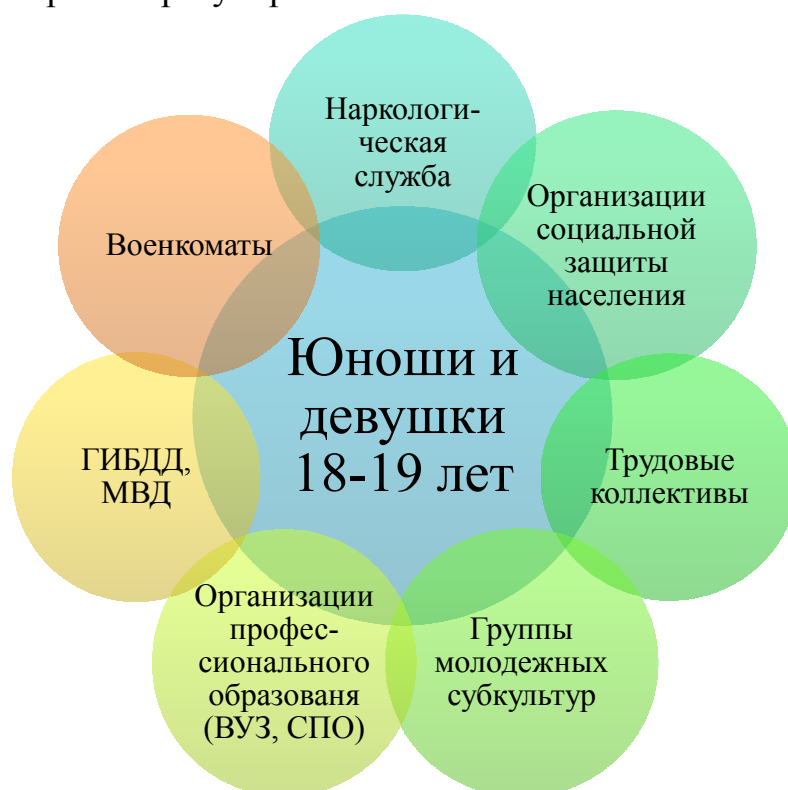 Наркологи-
ческая
служба
Организации
социальной
защиты
населения
Трудовые
коллективы
Группы
молодежных
субкультур
Организации
профес-
сионального
образованя
(ВУЗ, СПО)
ГИБДД,
МВД
Военкоматы
Юноши и
девушки
18-19 лет